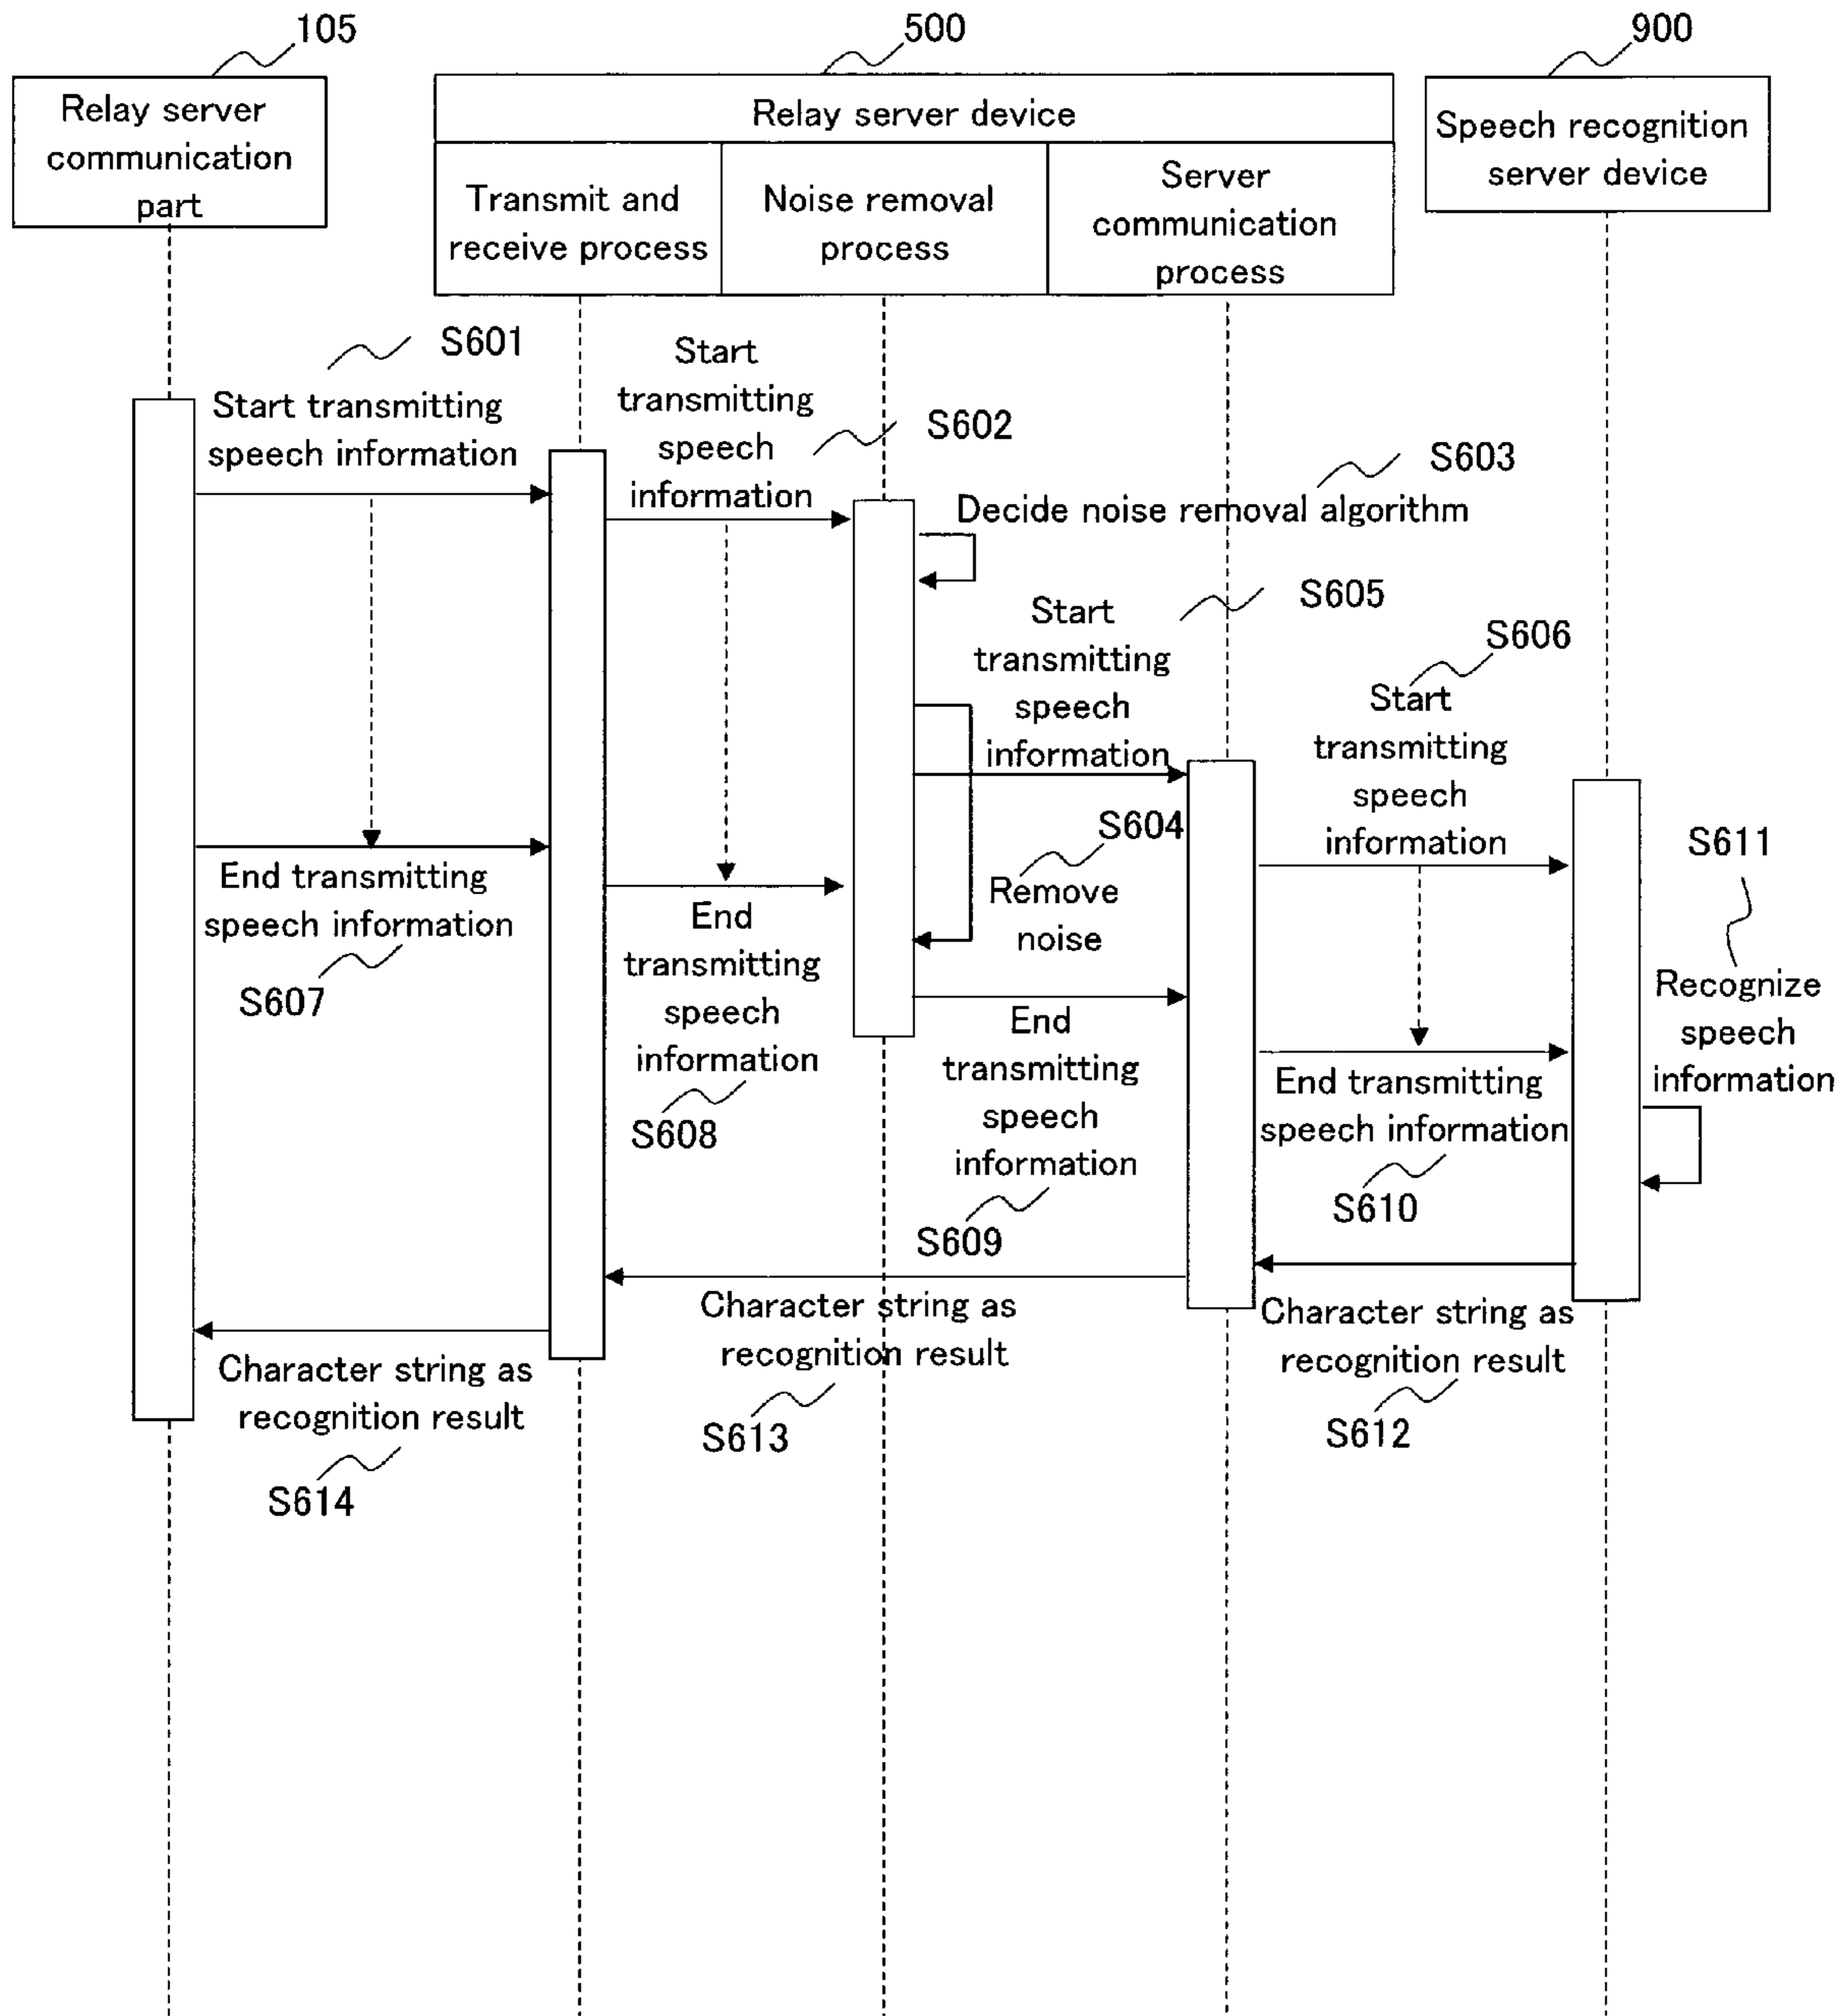 105
500
900
Relay server
communication
part
Relay server device
Transmit and
receive process
Noise removal
process
Server
communication
process
Speech recognition
server device
S601
Start transmitting
speech information
Start
transmitting
speech
information
S602
S603
Decide noise removal algorithm
S605
Start
transmitting
speech
information
S606
Start
transmitting
speech
information
S604
Remove
noise
S611
Recognize
speech
information
End transmitting
speech information
S607
End
transmitting
speech
information
S608
End
transmitting
speech
information
S609
End transmitting
speech information
S610
Character string as
recognition result
S612
Character string as
recognition result
S613
Character string as
recognition result
S614